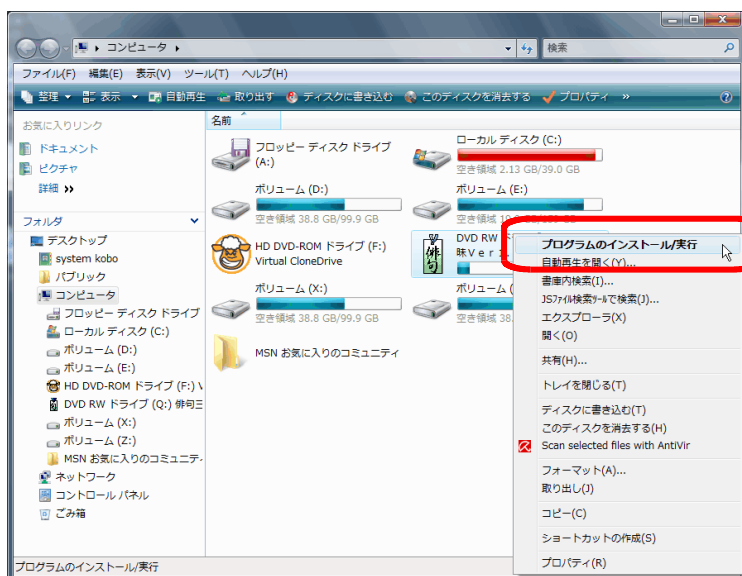 コンピュータ
検索
ファイル(F) 編集(E) 表示(V) ツール(T) ヘルプ(H)
整理 表示 自動再生 取り出す ディスクに書き込む このディスクを消去する プロパティ »
お気に入りリンク
ドキュメント
ピクチャ
詳細 »
フォルダ
デスクトップ
system kobo
パブリック
コンピュータ
フロッピー ディスク ドライブ
ローカル ディスク (C:)
ボリューム (D:)
ボリューム (E:)
HD DVD-ROM ドライブ (F:) \
DVD RW ドライブ (Q:) 俳句三
ボリューム (X:)
ボリューム (Z:)
MSN お気に入りのコミュニテ
ネットワーク
コントロール パネル
ごみ箱
名前
フロッピー ディスク ドライブ
(A:)
ローカル ディスク (C:)
空き領域 2.13 GB/39.0 GB
ボリューム (D:)
空き領域 38.8 GB/99.9 GB
ボリューム (E:)
空き領域
HD DVD-ROM ドライブ (F:)
Virtual CloneDrive
俳句
DVD RW
味Ver
ボリューム (X:)
空き領域 38.8 GB/99.9 GB
ボリューム (
空き領域 38.
MSN お気に入りのコミュニティ
プログラムのインストール/実行
自動再生を開く(Y)...
書庫内検索(I)...
JSファイル検索ツールで検索(J)...
エクスプローラ(X)
開く(O)
共有(H)...
トレイを閉じる(T)
ディスクに書き込む(T)
このディスクを消去する(H)
Scan selected files with AntiVir
フォーマット(A)...
取り出し(J)
コピー(C)
ショートカットの作成(S)
プロパティ(R)
プログラムのインストール/実行